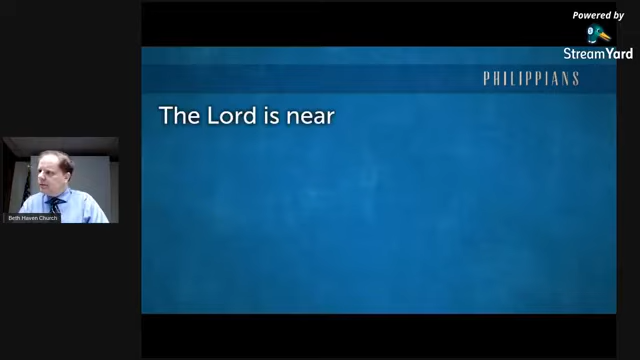 Powered by
StreamYard
PHILIPPIANS
The Lord is near
Beth Haven Church